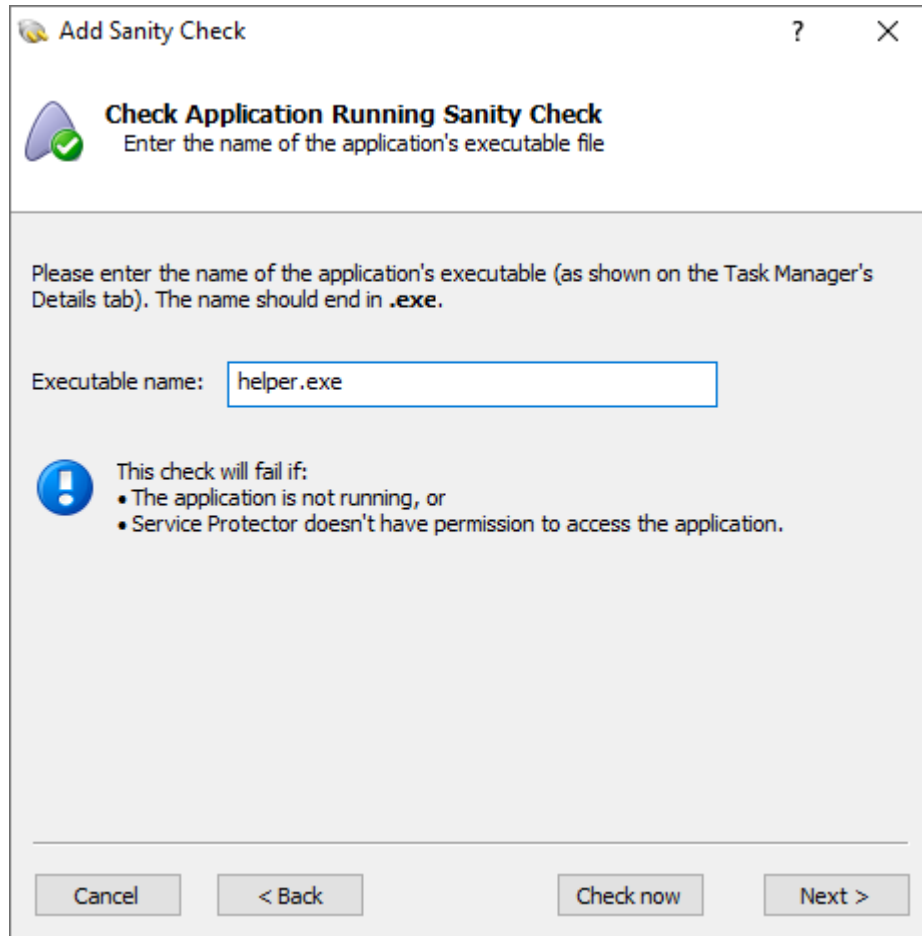 Add Sanity Check
?
Check Application Running Sanity Check
Enter the name of the application's executable file
Please enter the name of the application's executable (as shown on the Task Manager's
Details tab). The name should end in .exe.
Executable name: helper.exe
This check will fail if:
• The application is not running, or
• Service Protector doesn't have permission to access the application.
Cancel < Back Check now Next >